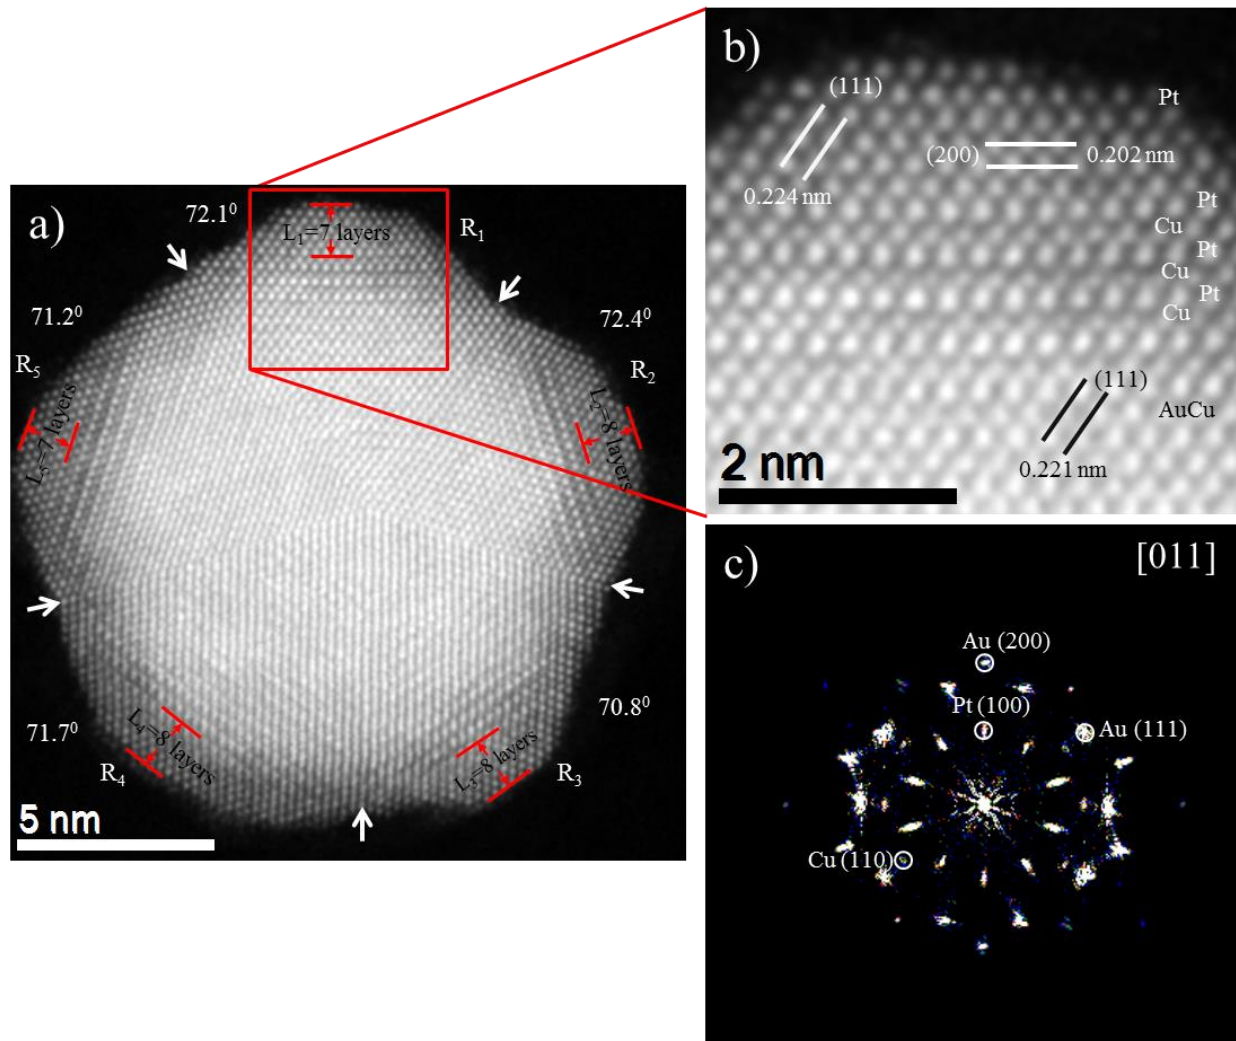 a)
72.1⁰
L₁=7 layers
R₁
71.2⁰
72.4⁰
R₅
R₂
L₅=7 layers
L₂=8 layers
71.7⁰
70.8⁰
L₄=8 layers
L₃=8 layers
R₄
R₃
5 nm
b)
(111)
Pt
(200)
0.202 nm
0.224 nm
Pt
Cu
Pt
Cu
Pt
Cu
(111)
AuCu
0.221 nm
2 nm
c)
[011]
Au (200)
Pt (100)
Au (111)
Cu (110)